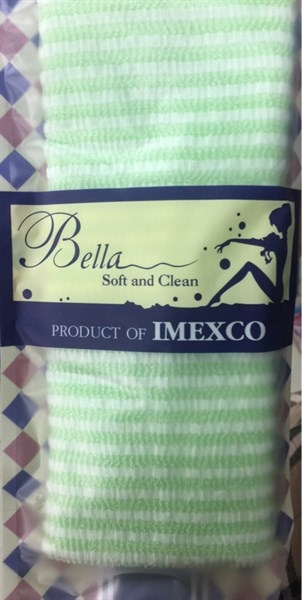 Bella
Soft and Clean
PRODUCT OF IMEXCO